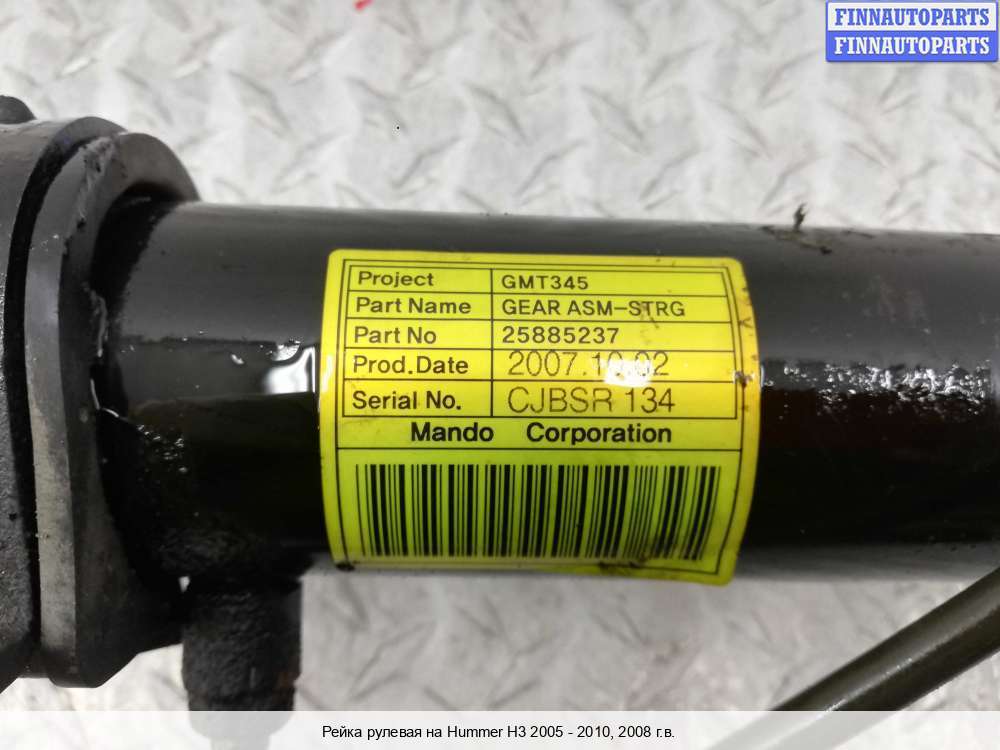 FINNAUTOPARTS
FINNAUTOPARTS
Project GMT345
Part Name GEAR ASM-STRG
Part No 25885237
Prod.Date 2007.10.02
Serial No. CJBSR 134
Mando Corporation
Рейка рулевая на Hummer H3 2005 - 2010, 2008 г.в.